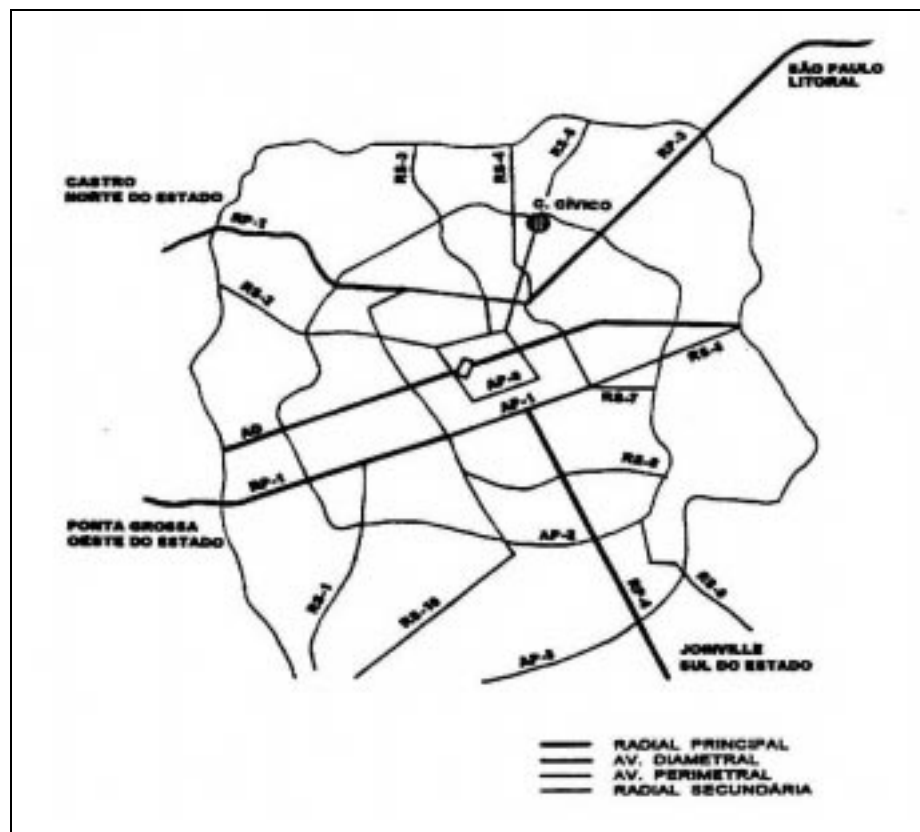 SÃO PAULO
LITORAL
RS-5
RP-3
RS-3
RS-4
CASTRO
NORTE DO ESTADO
C. CÍVICO
RP-2
RS-2
RS-6
AP-0
RS-7
AP-1
AD
RS-8
RP-1
PONTA GROSSA
OESTE DO ESTADO
AP-2
RS-1
RS-10
RP-4
RS-9
AP-3
JOINVILLE
SUL DO ESTADO
RADIAL PRINCIPAL
AV. DIAMETRAL
AV. PERIMETRAL
RADIAL SECUNDÁRIA